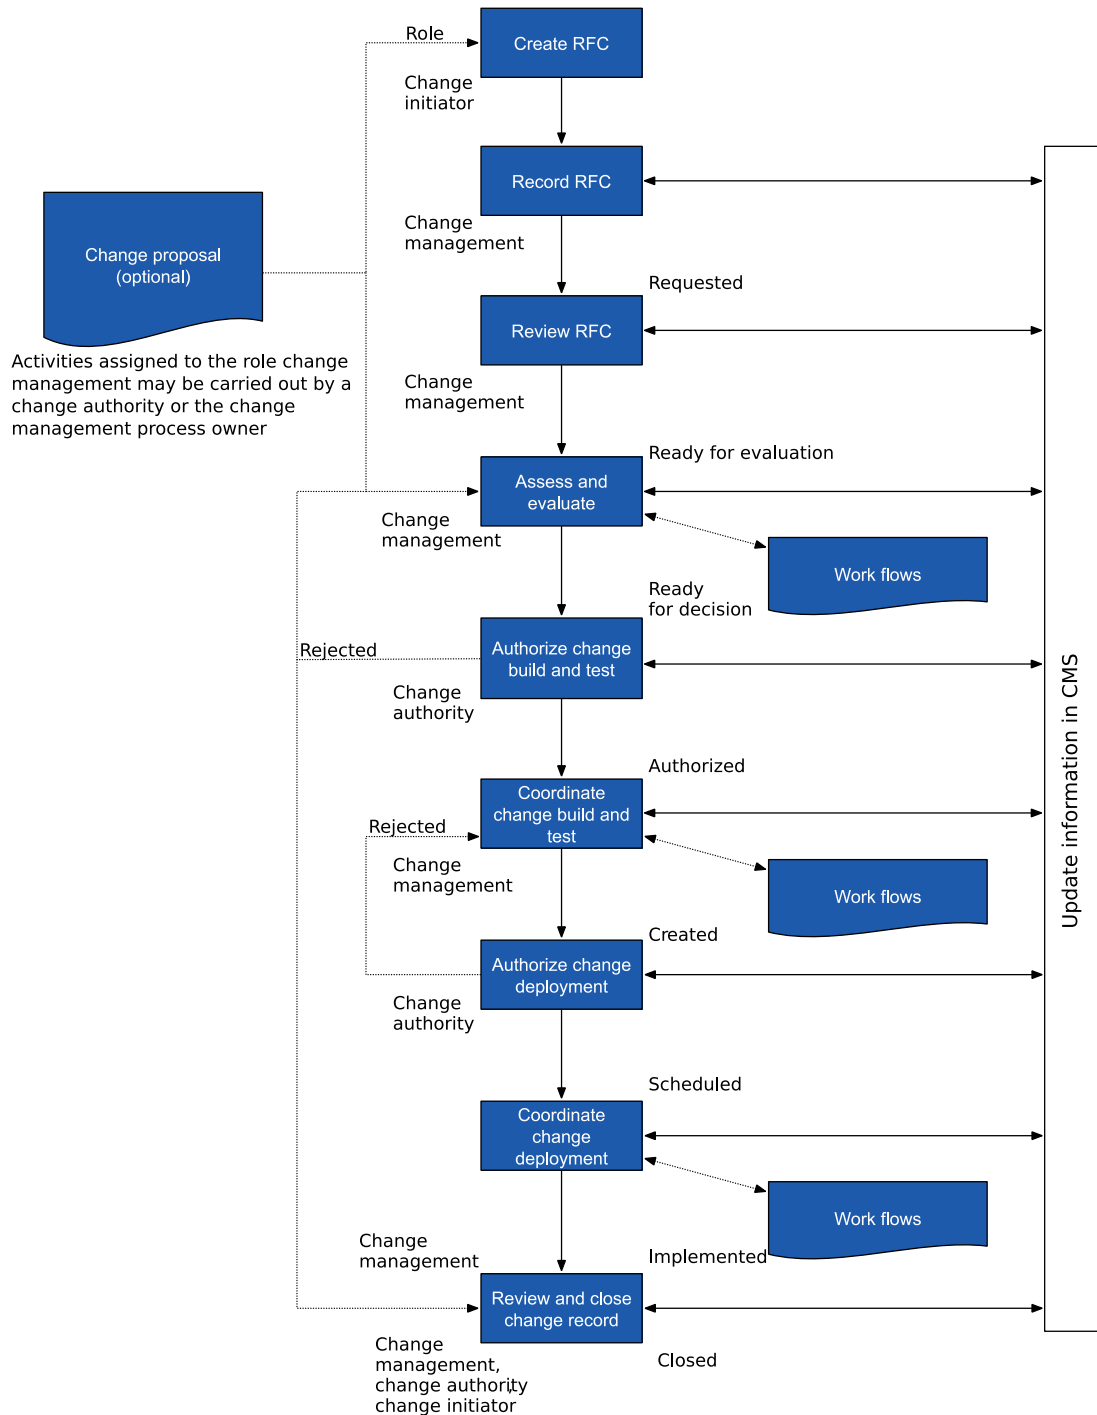 Role
Create RFC
Change
initiator
Record RFC
Change
management
Change proposal
(optional)
Requested
Review RFC
Activities assigned to the role change
management may be carried out by a
change authority or the change
management process owner
Change
management
Ready for evaluation
Assess and
evaluate
Change
management
Work flows
Ready
for decision
Rejected
Authorize change
build and test
Change
authority
Update information in CMS
Authorized
Coordinate
change build and
test
Rejected
Change
management
Work flows
Created
Authorize change
deployment
Change
authority
Scheduled
Coordinate
change
deployment
Work flows
Change
management
Implemented
Review and close
change record
Change
management,
change authority,
change initiator
Closed